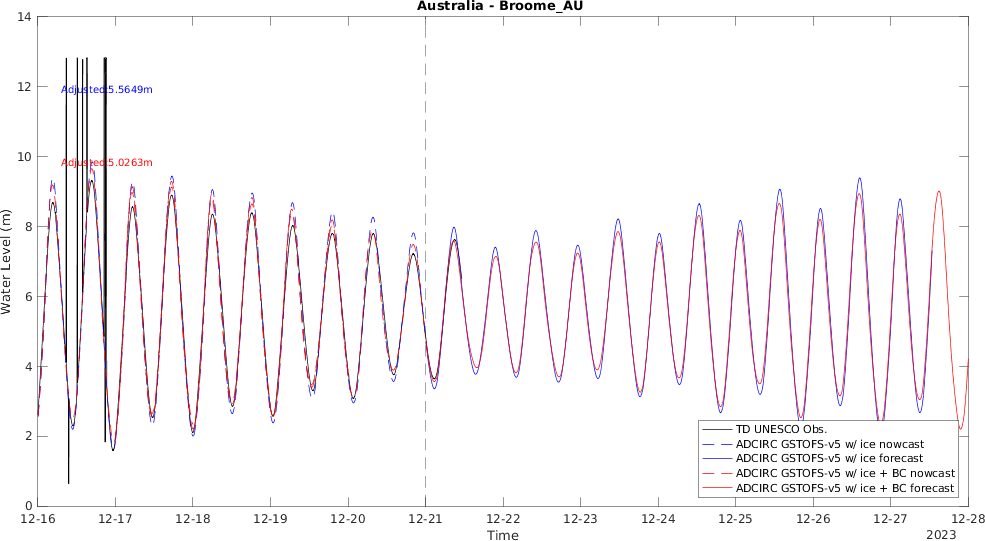 Australia - Broome_AU
14
12
10
8
6
4
2
0
Water Level (m)
Adjusted:5.5649m
Adjusted:5.0263m
TD UNESCO Obs.
ADCIRC GSTOFS-v5 w/ ice nowcast
ADCIRC GSTOFS-v5 w/ ice forecast
ADCIRC GSTOFS-v5 w/ ice + BC nowcast
ADCIRC GSTOFS-v5 w/ ice + BC forecast
12-16 12-17 12-18 12-19 12-20 12-21 12-22 12-23 12-24 12-25 12-26 12-27 12-28
Time
2023